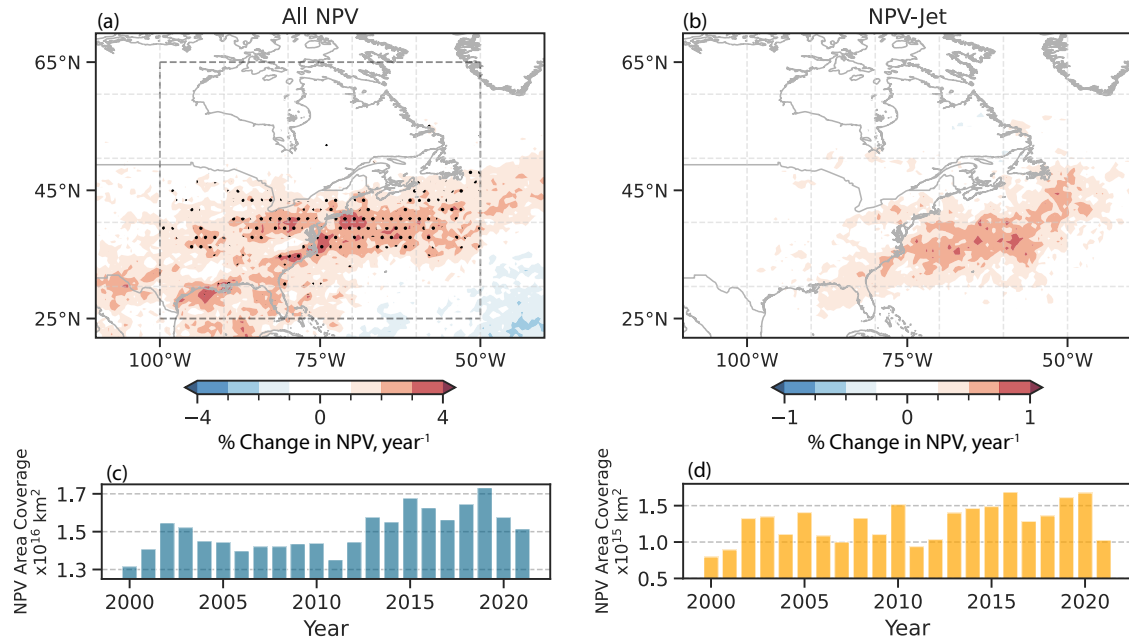 (a)
All NPV
65°N
45°N
25°N
100°W
75°W
50°W
−4
0
4
% Change in NPV, year⁻¹
(b)
NPV-Jet
65°N
45°N
25°N
100°W
75°W
50°W
−1
0
1
% Change in NPV, year⁻¹
(c)
NPV Area Coverage
x10¹⁶ km²
1.7
1.5
1.3
2000
2005
2010
2015
2020
Year
(d)
NPV Area Coverage
x10¹⁵ km²
1.5
1.0
0.5
2000
2005
2010
2015
2020
Year